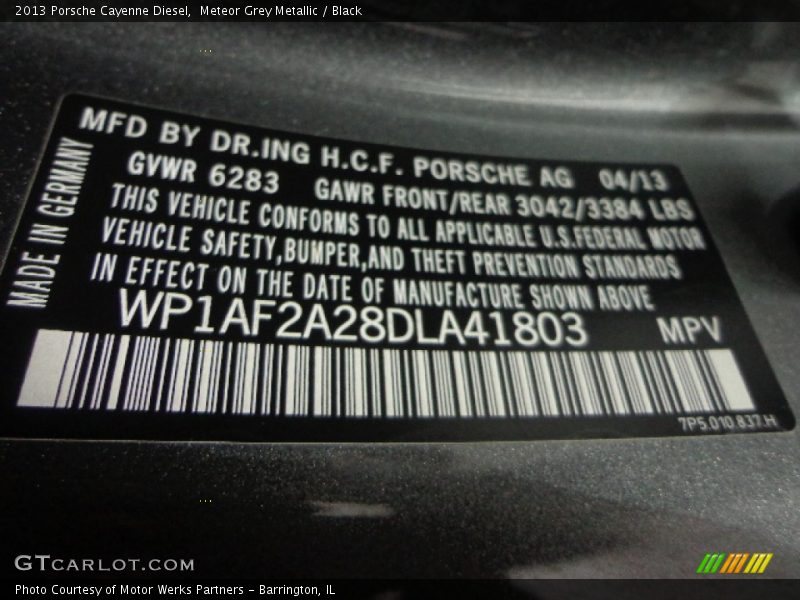 2013 Porsche Cayenne Diesel, Meteor Grey Metallic / Black
MFD BY DR.ING H.C.F. PORSCHE AG 04/13
GVWR 6283 GAWR FRONT/REAR 3042/3384 LBS
THIS VEHICLE CONFORMS TO ALL APPLICABLE U.S.FEDERAL MOTOR
VEHICLE SAFETY,BUMPER,AND THEFT PREVENTION STANDARDS
IN EFFECT ON THE DATE OF MANUFACTURE SHOWN ABOVE
MADE IN GERMANY
WP1AF2A28DLA41803 MPV
7P5.010.837.H
GTCARLOT.COM
Photo Courtesy of Motor Werks Partners - Barrington, IL